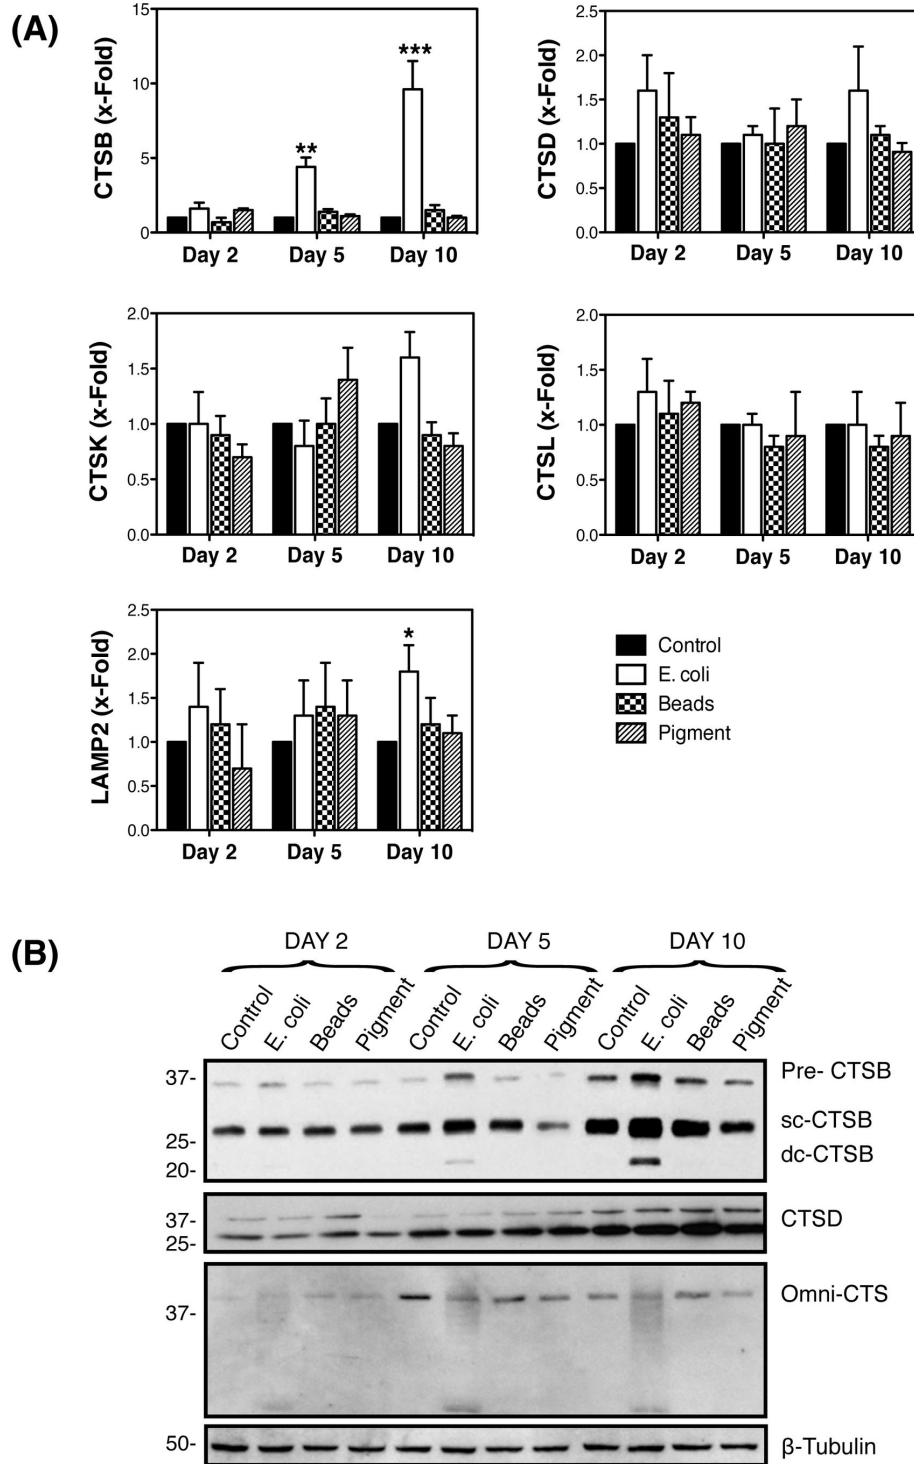 (A)
CTSB (x-Fold)
15
10
5
0
**
***
Day 2 Day 5 Day 10
CTSD (x-Fold)
2.5
2.0
1.5
1.0
0.5
0.0
Day 2 Day 5 Day 10
CTSK (x-Fold)
2.0
1.5
1.0
0.5
0.0
Day 2 Day 5 Day 10
CTSL (x-Fold)
2.0
1.5
1.0
0.5
0.0
Day 2 Day 5 Day 10
LAMP2 (x-Fold)
2.5
2.0
1.5
1.0
0.5
0.0
*
Day 2 Day 5 Day 10
Control
E. coli
Beads
Pigment
(B)
DAY 2 DAY 5 DAY 10
Control E. coli Beads Pigment Control E. coli Beads Pigment Control E. coli Beads Pigment
37- Pre- CTSB
sc-CTSB
25-
dc-CTSB
20-
37- CTSD
25-
Omni-CTS
37-
50- β-Tubulin